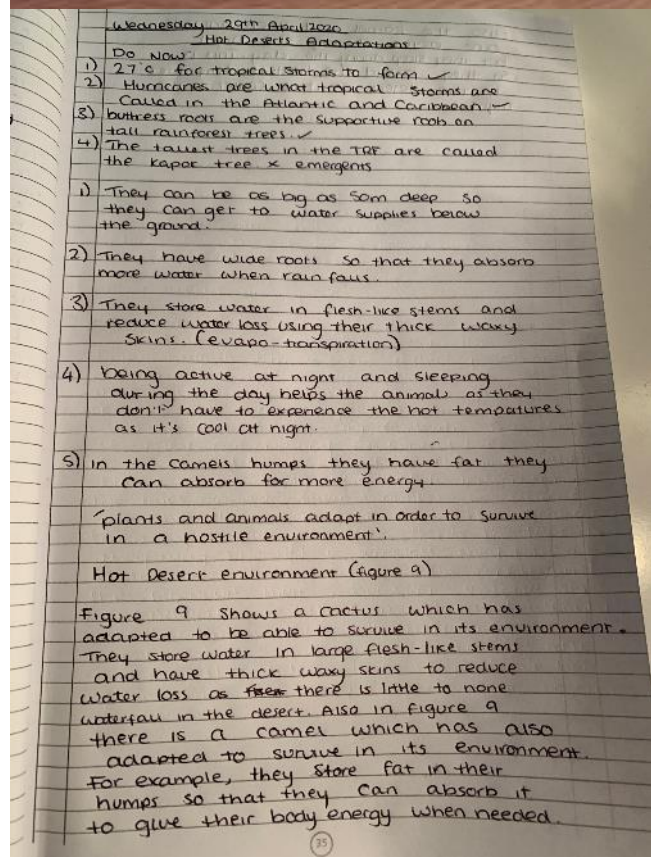 Wednesday 29th April 2020
Hot Deserts Adaptations
Do Now
1) 27°c for tropical storms to form ✓
2) Hurricanes are what tropical storms are
called in the Atlantic and Caribbean. ✓
3) buttress roots are the supportive roots on
tall rainforest trees. ✓
4) The tallest trees in the TRF are called
the kapok tree × emergents
1) They can be as big as 50m deep so
they can get to water supplies below
the ground.
2) They have wide roots so that they absorb
more water when rain falls.
3) They store water in flesh-like stems and
reduce water loss using their thick waxy
skins. (evapo-transpiration)
4) being active at night and sleeping
during the day helps the animals as they
don't have to experience the hot tempatures
as it's cool at night.
5) in the camels humps they have fat they
can absorb for more energy.
'plants and animals adapt in order to survive
in a hostile environment'.
Hot Desert environment (figure 9)
Figure 9 shows a cactus which has
adapted to be able to survive in its environment.
They store water in large flesh-like stems
and have thick waxy skins to reduce
water loss as there is little to none
waterfall in the desert. Also in figure 9
there is a camel which has also
adapted to survive in its environment.
For example, they store fat in their
humps so that they can absorb it
to give their body energy when needed.
35